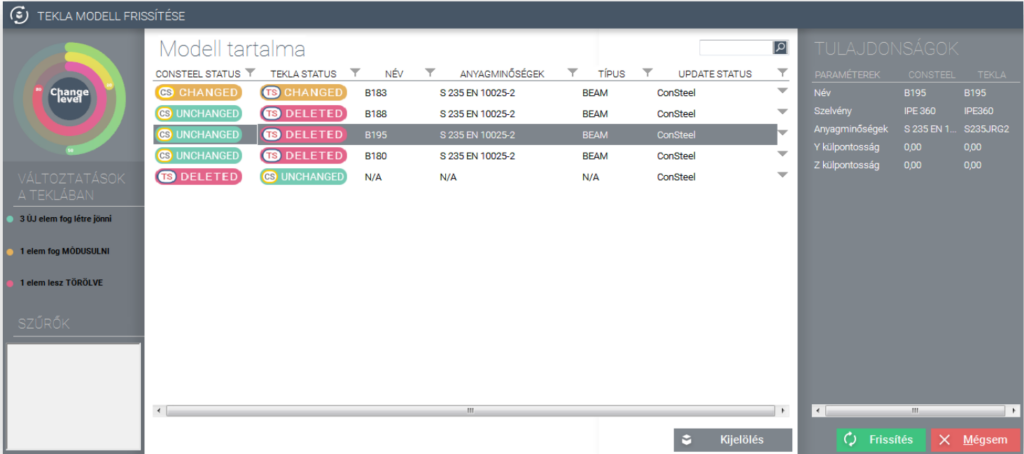 TEKLA MODELL FRISSÍTÉSE
Change level
VÁLTOZTATÁSOK
A TEKLÁBAN
3 ÚJ elem fog létre jönni
1 elem fog MÓDUSULNI
1 elem lesz TÖRÖLVE
SZŰRŐK
Modell tartalma
CONSTEEL STATUS TEKLA STATUS NÉV ANYAGMINŐSÉGEK TÍPUS UPDATE STATUS
CS CHANGED TS CHANGED B183 S 235 EN 10025-2 BEAM ConSteel
CS UNCHANGED TS DELETED B188 S 235 EN 10025-2 BEAM ConSteel
CS UNCHANGED TS DELETED B195 S 235 EN 10025-2 BEAM ConSteel
CS UNCHANGED TS DELETED B180 S 235 EN 10025-2 BEAM ConSteel
TS DELETED CS UNCHANGED N/A N/A N/A ConSteel
Kijelölés
TULAJDONSÁGOK
PARAMÉTEREK CONSTEEL TEKLA
Név B195 B195
Szelvény IPE 360 IPE360
Anyagminőségek S 235 EN 1... S235JRG2
Y külpontosság 0,00 0,00
Z külpontosság 0,00 0,00
Frissítés Mégsem